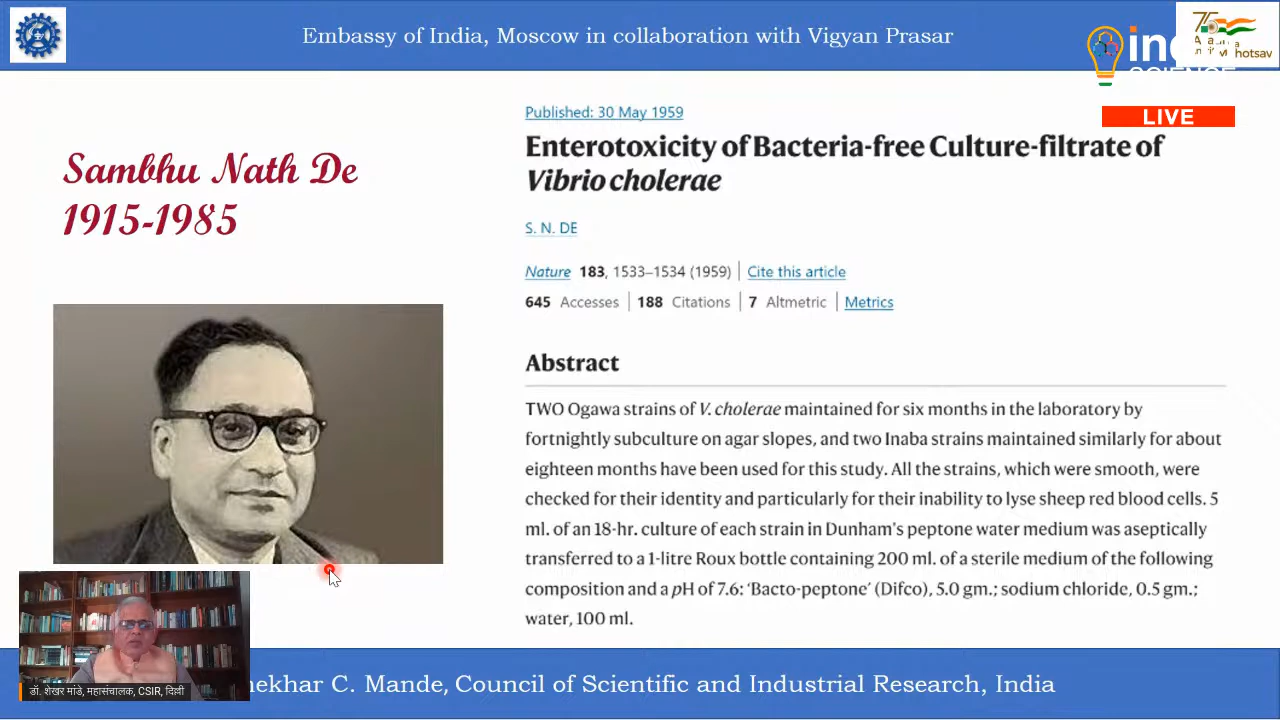 Embassy of India, Moscow in collaboration with Vigyan Prasar
75
LIVE
Sambhu Nath De
1915-1985
Published: 30 May 1959
Enterotoxicity of Bacteria-free Culture-filtrate of
Vibrio cholerae
S. N. DE
Nature 183, 1533–1534 (1959) | Cite this article
645 Accesses | 188 Citations | 7 Altmetric | Metrics
Abstract
TWO Ogawa strains of V. cholerae maintained for six months in the laboratory by
fortnightly subculture on agar slopes, and two Inaba strains maintained similarly for about
eighteen months have been used for this study. All the strains, which were smooth, were
checked for their identity and particularly for their inability to lyse sheep red blood cells. 5
ml. of an 18-hr. culture of each strain in Dunham's peptone water medium was aseptically
transferred to a 1-litre Roux bottle containing 200 ml. of a sterile medium of the following
composition and a pH of 7.6: 'Bacto-peptone' (Difco), 5.0 gm.; sodium chloride, 0.5 gm.;
water, 100 ml.
डॉ. शेखर मांडे, महासंचालक, CSIR, दिल्ली
hekhar C. Mande, Council of Scientific and Industrial Research, India